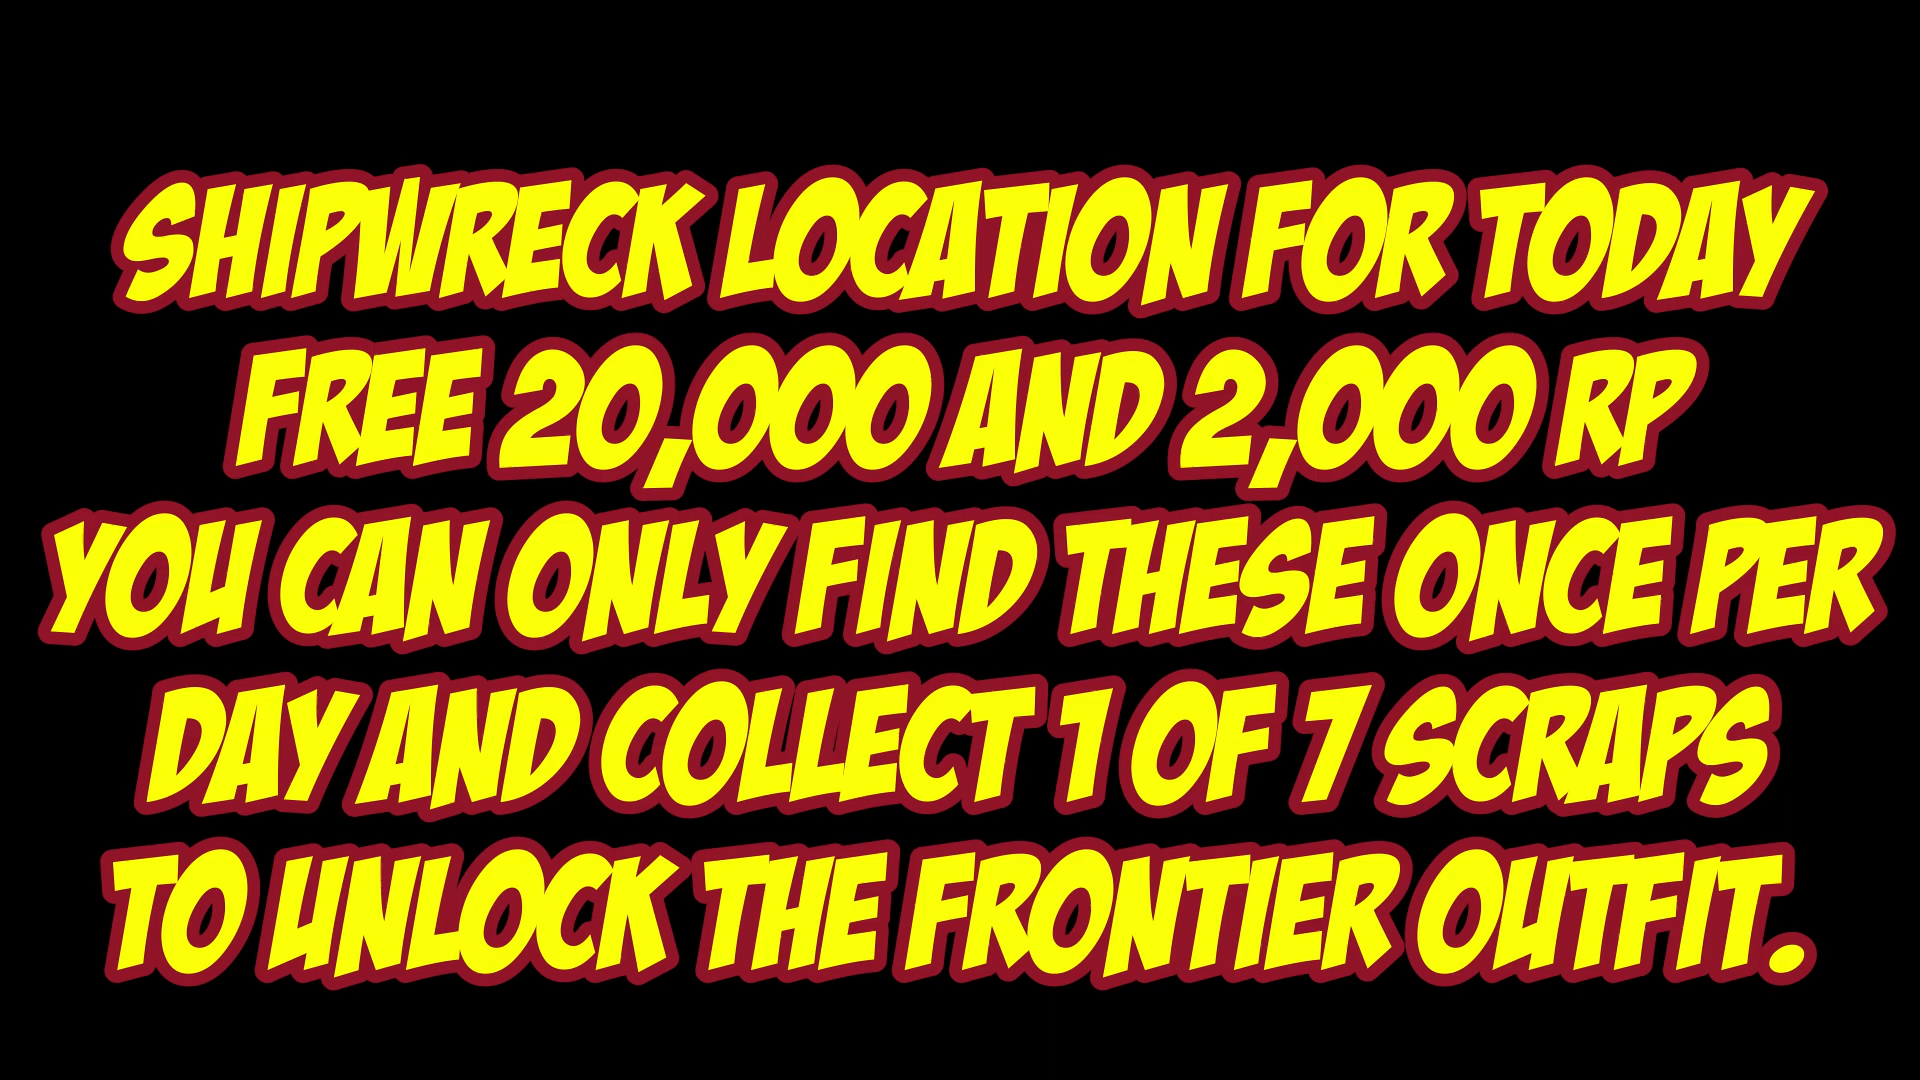 SHIPWRECK LOCATION FOR TODAY
FREE 20,000 AND 2,000 RP
YOU CAN ONLY FIND THESE ONCE PER
DAY AND COLLECT 1 OF 7 SCRAPS
TO UNLOCK THE FRONTIER OUTFIT.